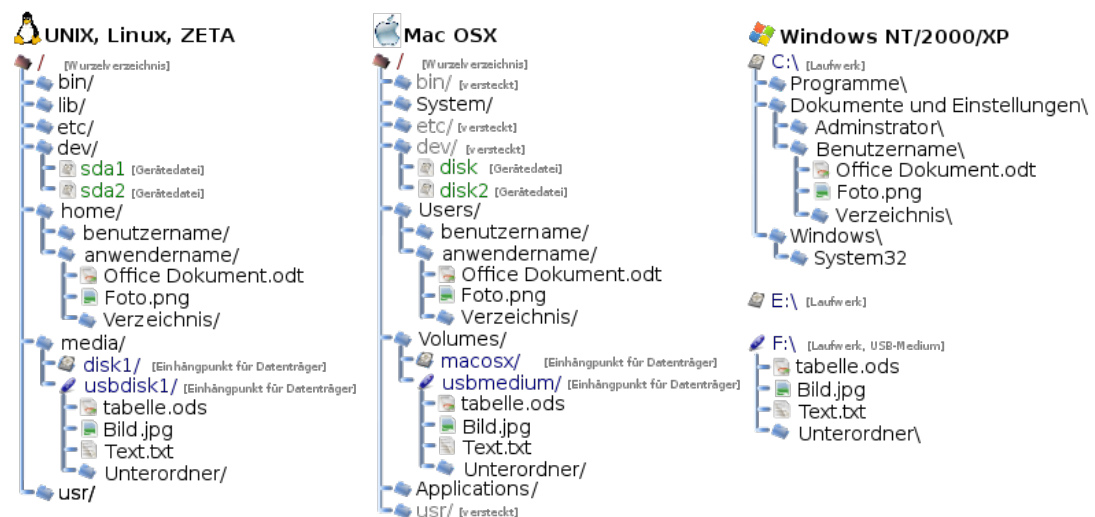 UNIX, Linux, ZETA
/ [Wurzelverzeichnis]
bin/
lib/
etc/
dev/
sda1 [Gerätedatei]
sda2 [Gerätedatei]
home/
benutzername/
anwendername/
Office Dokument.odt
Foto.png
Verzeichnis/
media/
disk1/ [Einhängpunkt für Datenträger]
usbdisk1/ [Einhängpunkt für Datenträger]
tabelle.ods
Bild.jpg
Text.txt
Unterordner/
usr/
Mac OSX
/ [Wurzelverzeichnis]
bin/ [versteckt]
System/
etc/ [versteckt]
dev/ [versteckt]
disk [Gerätedatei]
disk2 [Gerätedatei]
Users/
benutzername/
anwendername/
Office Dokument.odt
Foto.png
Verzeichnis/
Volumes/
macosx/ [Einhängpunkt für Datenträger]
usbmedium/ [Einhängpunkt für Datenträger]
tabelle.ods
Bild.jpg
Text.txt
Unterordner/
Applications/
usr/ [versteckt]
Windows NT/2000/XP
C:\ [Laufwerk]
Programme\
Dokumente und Einstellungen\
Adminstrator\
Benutzername\
Office Dokument.odt
Foto.png
Verzeichnis\
Windows\
System32
E:\ [Laufwerk]
F:\ [Laufwerk, USB-Medium]
tabelle.ods
Bild.jpg
Text.txt
Unterordner\